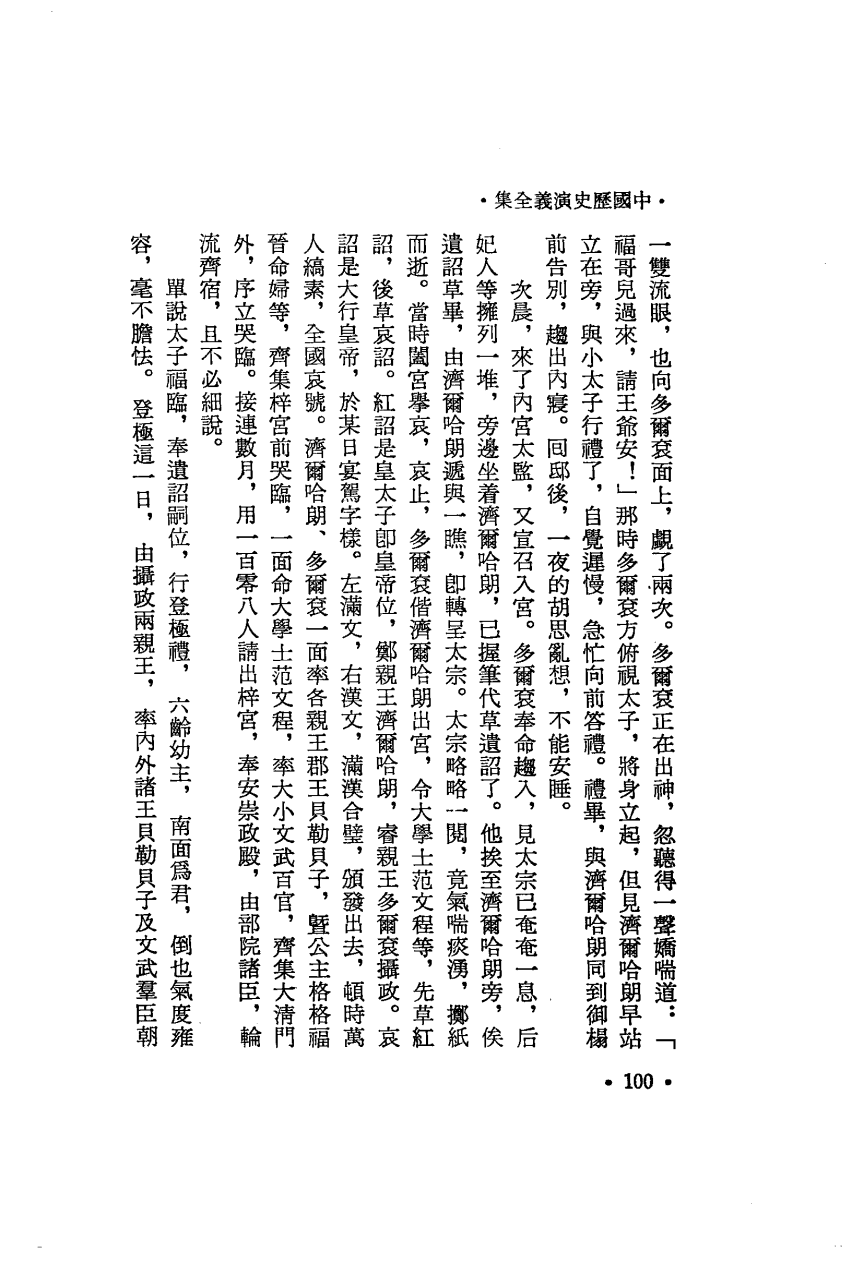 ·中國歷史演義全集·
一雙流眼，也向多爾袞面上，覷了兩次。多爾袞正在出神，忽聽得一聲嬌喘道：「
福哥兒過來，請王爺安！」那時多爾袞方俯視太子，將身立起，但見濟爾哈朗早站
立在旁，與小太子行禮了，自覺遲慢，急忙向前答禮。禮畢，與濟爾哈朗同到御榻
前告別，趨出內寢。回邸後，一夜的胡思亂想，不能安睡。
次晨，來了內宮太監，又宣召入宮。多爾袞奉命趨入，見太宗已奄奄一息，后
妃人等擁列一堆，旁邊坐着濟爾哈朗，已握筆代草遺詔了。他挨至濟爾哈朗旁，俟
遺詔草畢，由濟爾哈朗遞與一瞧，卽轉呈太宗。太宗略略一閱，竟氣喘痰湧，擲紙
而逝。當時闔宮擧哀，哀止，多爾袞偕濟爾哈朗出宮，令大學士范文程等，先草紅
詔，後草哀詔。紅詔是皇太子卽皇帝位，鄭親王濟爾哈朗，睿親王多爾袞攝政。哀
詔是大行皇帝，於某日宴駕字樣。左滿文，右漢文，滿漢合璧，頒發出去，頓時萬
人縞素，全國哀號。濟爾哈朗、多爾袞一面率各親王郡王貝勒貝子，暨公主格格福
晉命婦等，齊集梓宮前哭臨，一面命大學士范文程，率大小文武百官，齊集大清門
外，序立哭臨。接連數月，用一百零八人請出梓宮，奉安崇政殿，由部院諸臣，輪
流齊宿，且不必細說。
單說太子福臨，奉遺詔嗣位，行登極禮，六齡幼主，南面爲君，倒也氣度雍
容，毫不膽怯。登極這一日，由攝政兩親王，率內外諸王貝勒貝子及文武羣臣朝
• 100 •